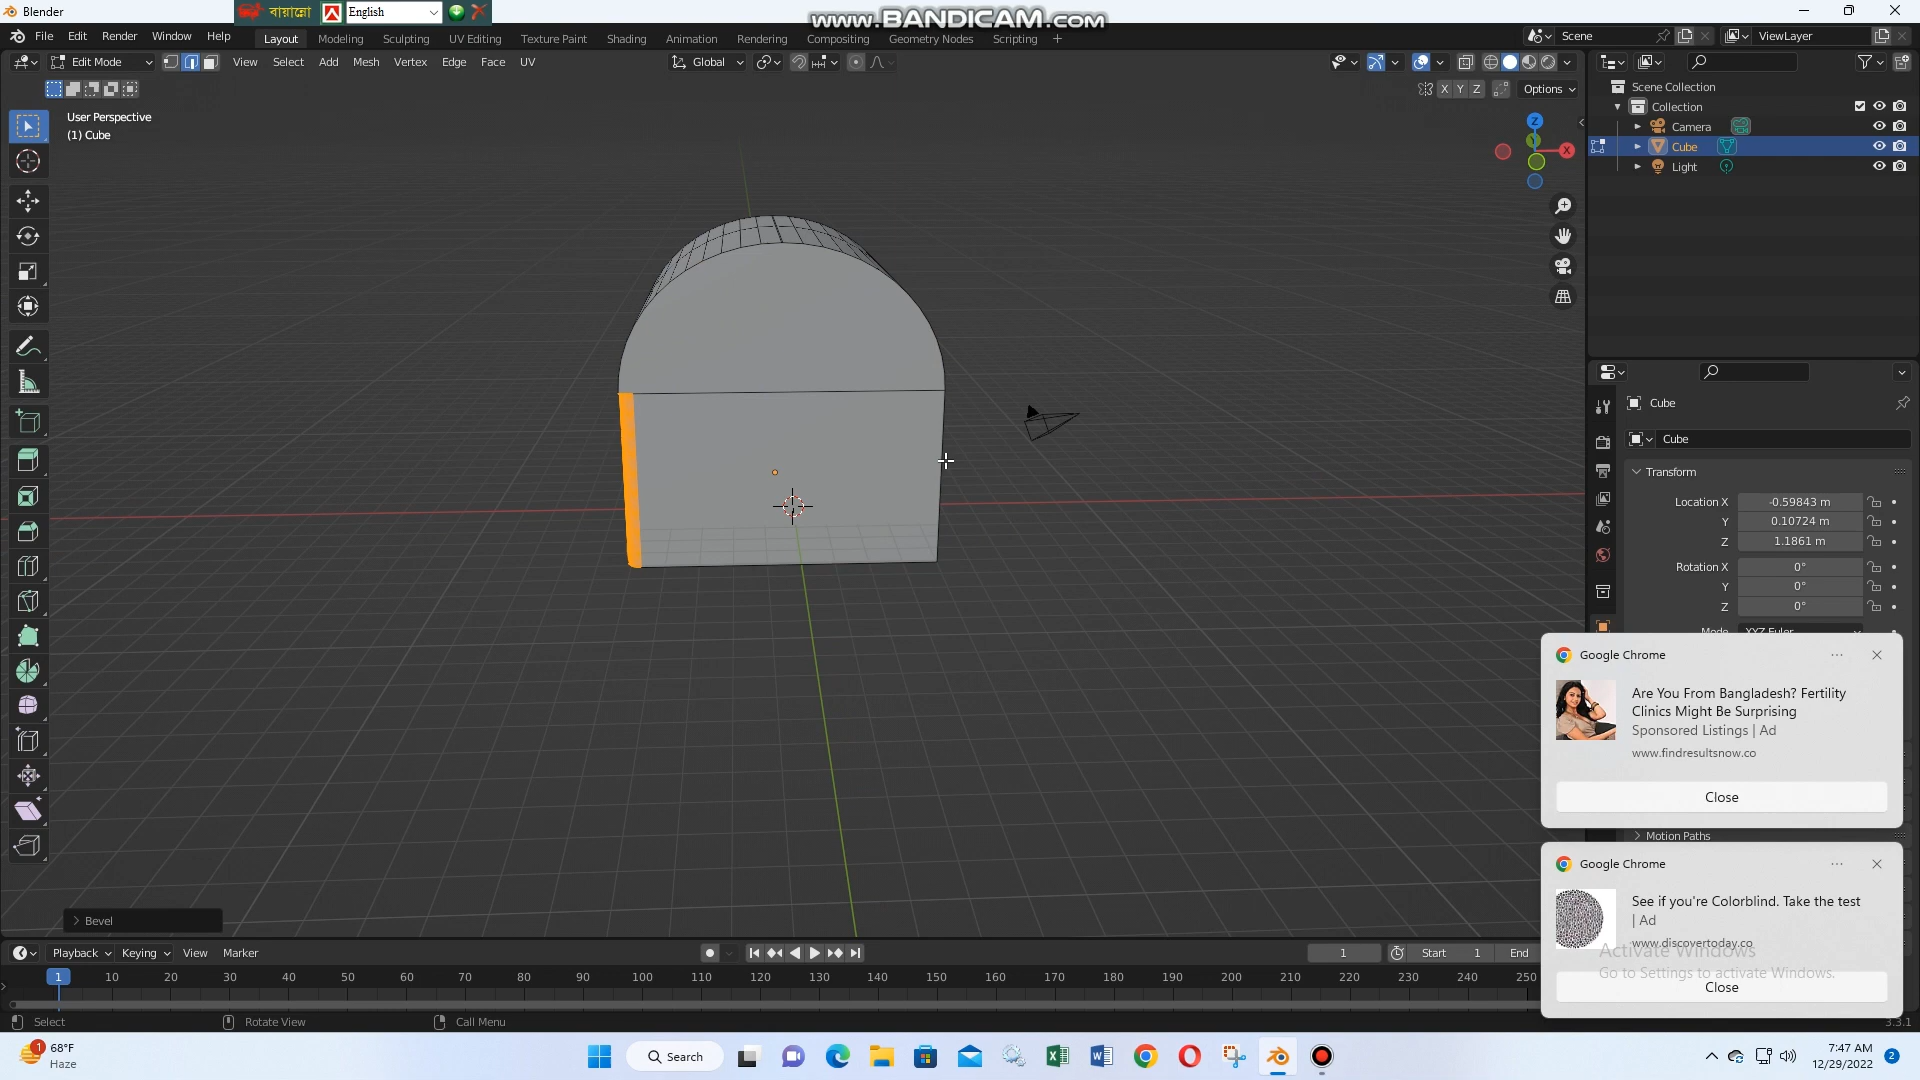 Blender
বায়ান্নো
English
www.BANDICAM.com
File Edit Render Window Help
Layout Modeling Sculpting UV Editing Texture Paint Shading Animation Rendering Compositing Geometry Nodes Scripting +
Scene
ViewLayer
Edit Mode
View Select Add Mesh Vertex Edge Face UV
Global
X Y Z
Options
User Perspective
(1) Cube
Z
X
Scene Collection
Collection
Camera
Cube
Light
Cube
Cube
Transform
Location X -0.59843 m
Y 0.10724 m
Z 1.1861 m
Rotation X 0°
Y 0°
Z 0°
Mode XYZ Euler
Google Chrome
Are You From Bangladesh? Fertility
Clinics Might Be Surprising
Sponsored Listings | Ad
www.findresultsnow.co
Close
Motion Paths
Google Chrome
See if you're Colorblind. Take the test
| Ad
www.discovertoday.co
Activate Windows
Go to Settings to activate Windows.
Close
Bevel
Playback Keying View Marker
1
Start 1 End
1 10 20 30 40 50 60 70 80 90 100 110 120 130 140 150 160 170 180 190 200 210 220 230 240 250
Select Rotate View Call Menu
3.3.1
1
68°F
Haze
Search
7:47 AM
12/29/2022
2